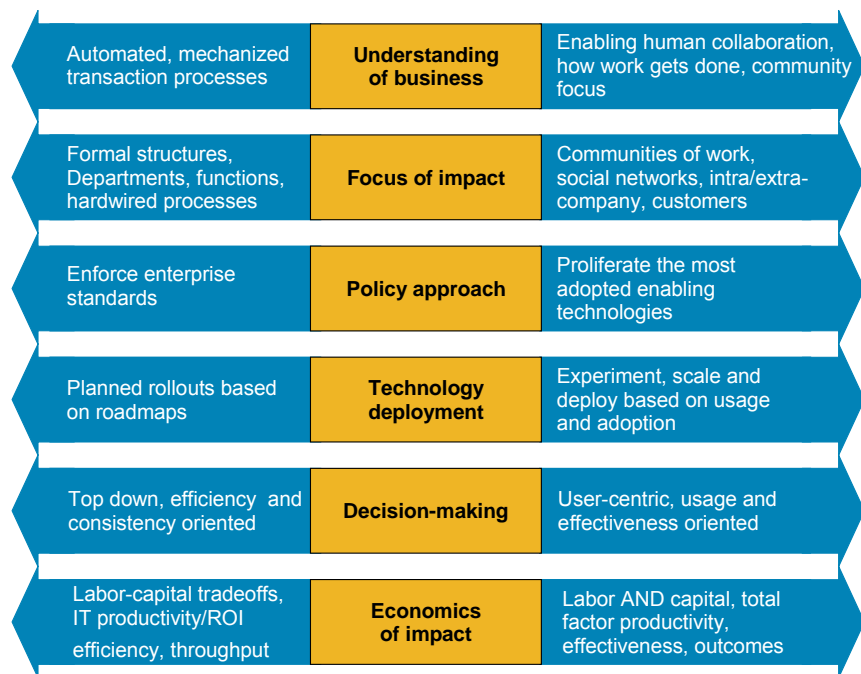 Automated, mechanized
transaction processes
Understanding
of business
Enabling human collaboration,
how work gets done, community
focus
Formal structures,
Departments, functions,
hardwired processes
Focus of impact
Communities of work,
social networks, intra/extra-
company, customers
Enforce enterprise
standards
Policy approach
Proliferate the most
adopted enabling
technologies
Planned rollouts based
on roadmaps
Technology
deployment
Experiment, scale and
deploy based on usage
and adoption
Top down, efficiency and
consistency oriented
Decision-making
User-centric, usage and
effectiveness oriented
Labor-capital tradeoffs,
IT productivity/ROI
efficiency, throughput
Economics
of impact
Labor AND capital, total
factor productivity,
effectiveness, outcomes